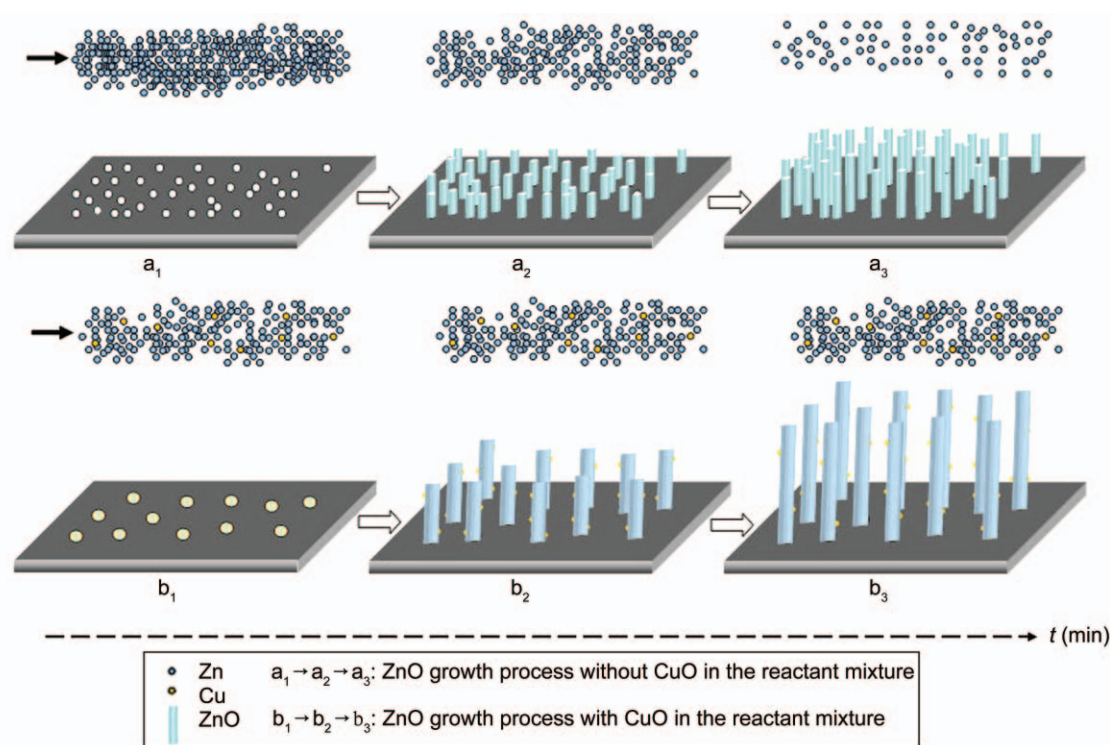 a₁
a₂
a₃
b₁
b₂
b₃
t (min)
Zn
a₁→a₂→a₃: ZnO growth process without CuO in the reactant mixture
Cu
ZnO
b₁→b₂→b₃: ZnO growth process with CuO in the reactant mixture